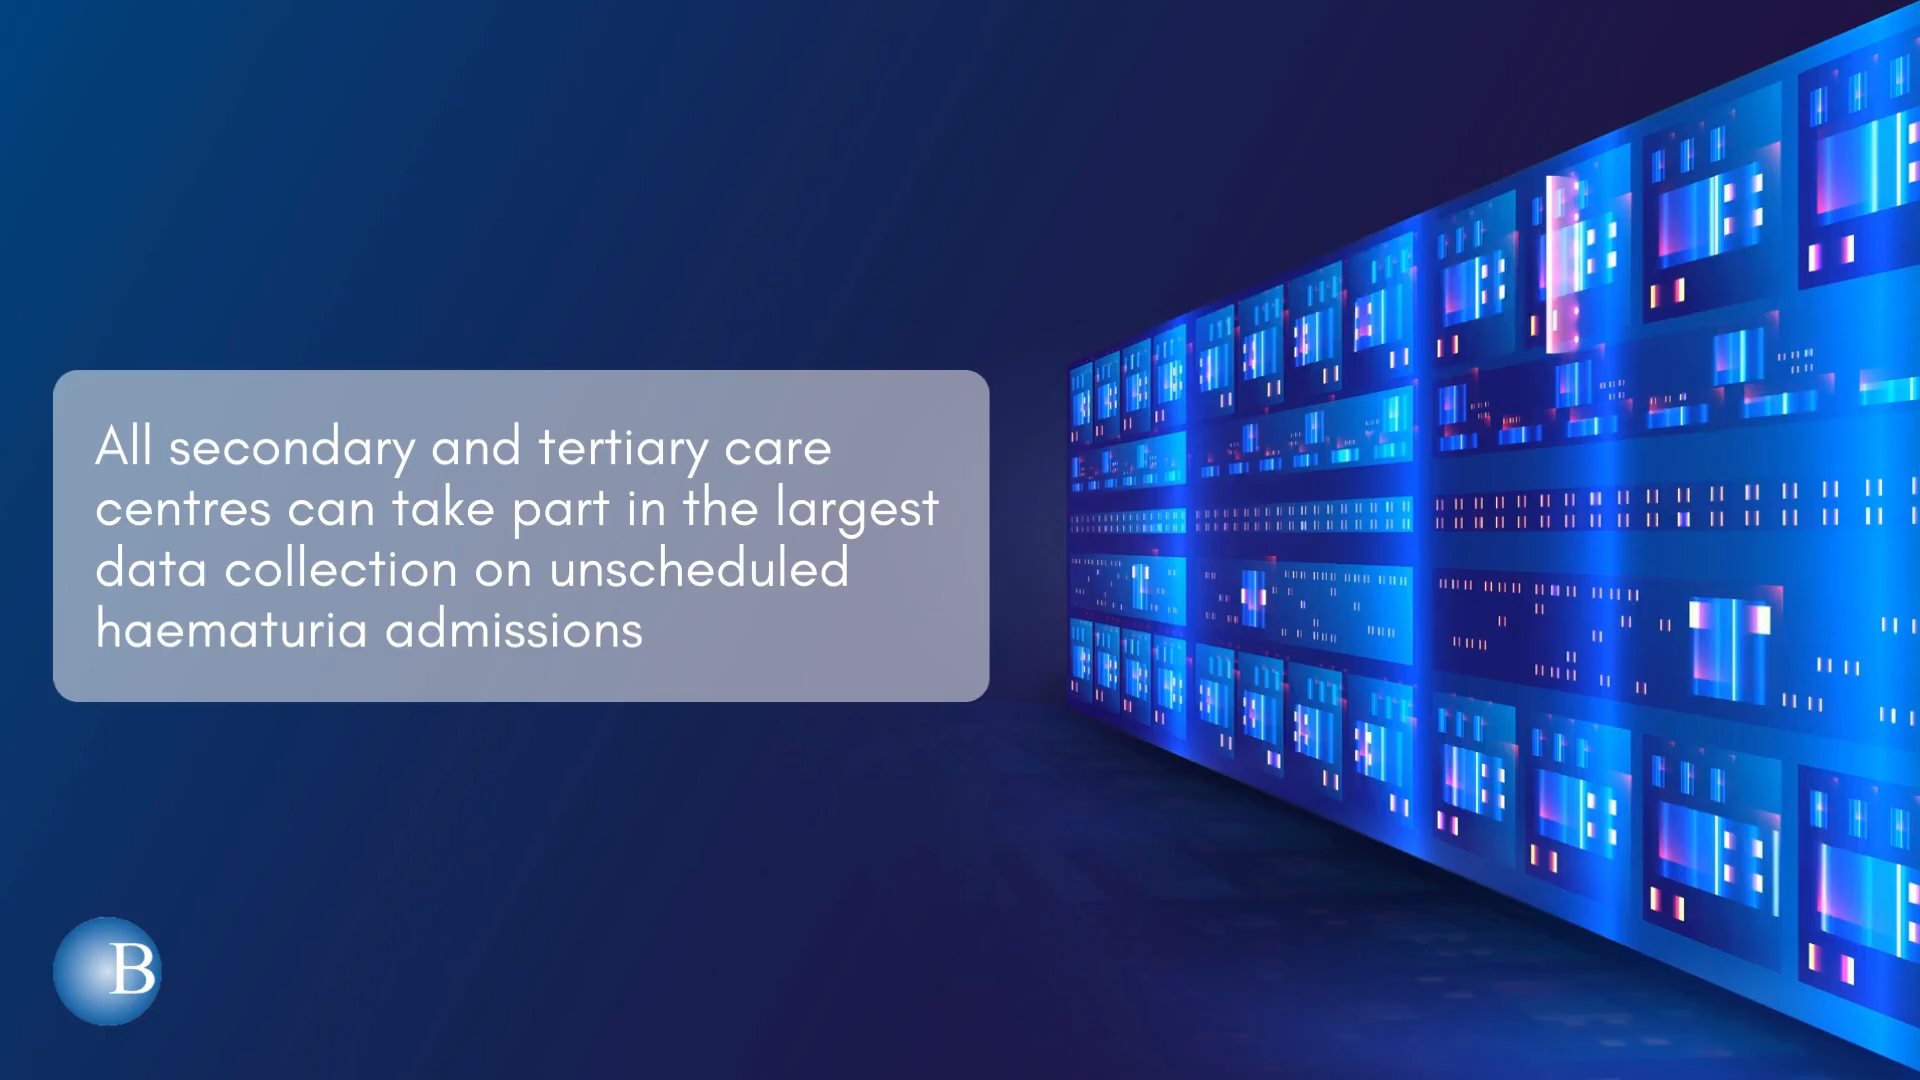 All secondary and tertiary care
centres can take part in the largest
data collection on unscheduled
haematuria admissions
B